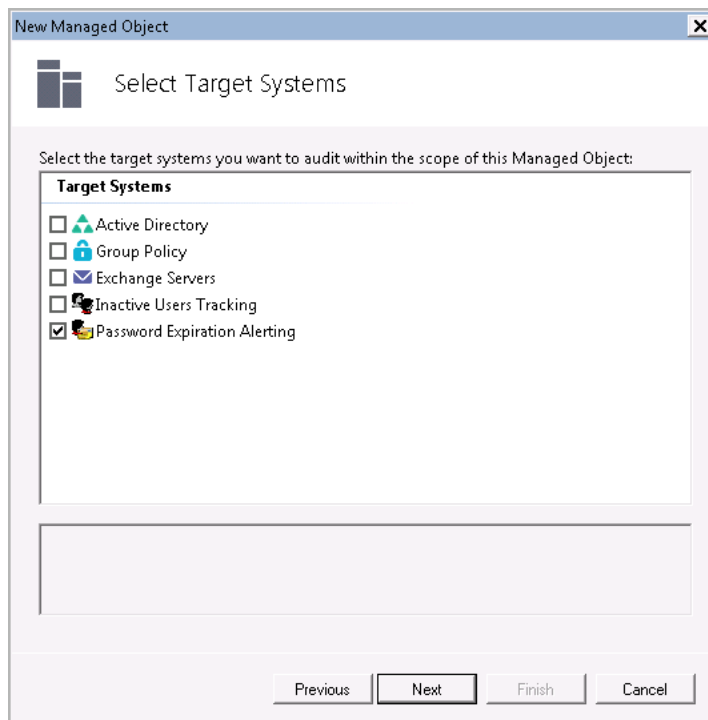 New Managed Object
Select Target Systems
Select the target systems you want to audit within the scope of this Managed Object:
Target Systems
Active Directory
Group Policy
Exchange Servers
Inactive Users Tracking
Password Expiration Alerting
Previous Next Finish Cancel